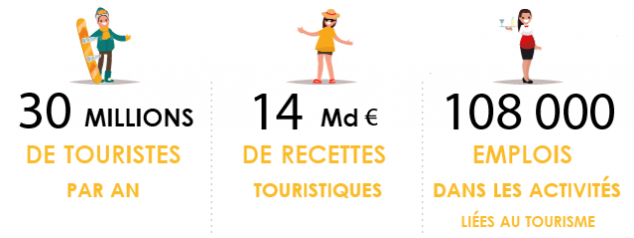 30 MILLIONS
DE TOURISTES
PAR AN
14 Md €
DE RECETTES
TOURISTIQUES
108 000
EMPLOIS
DANS LES ACTIVITÉS
LIÉES AU TOURISME